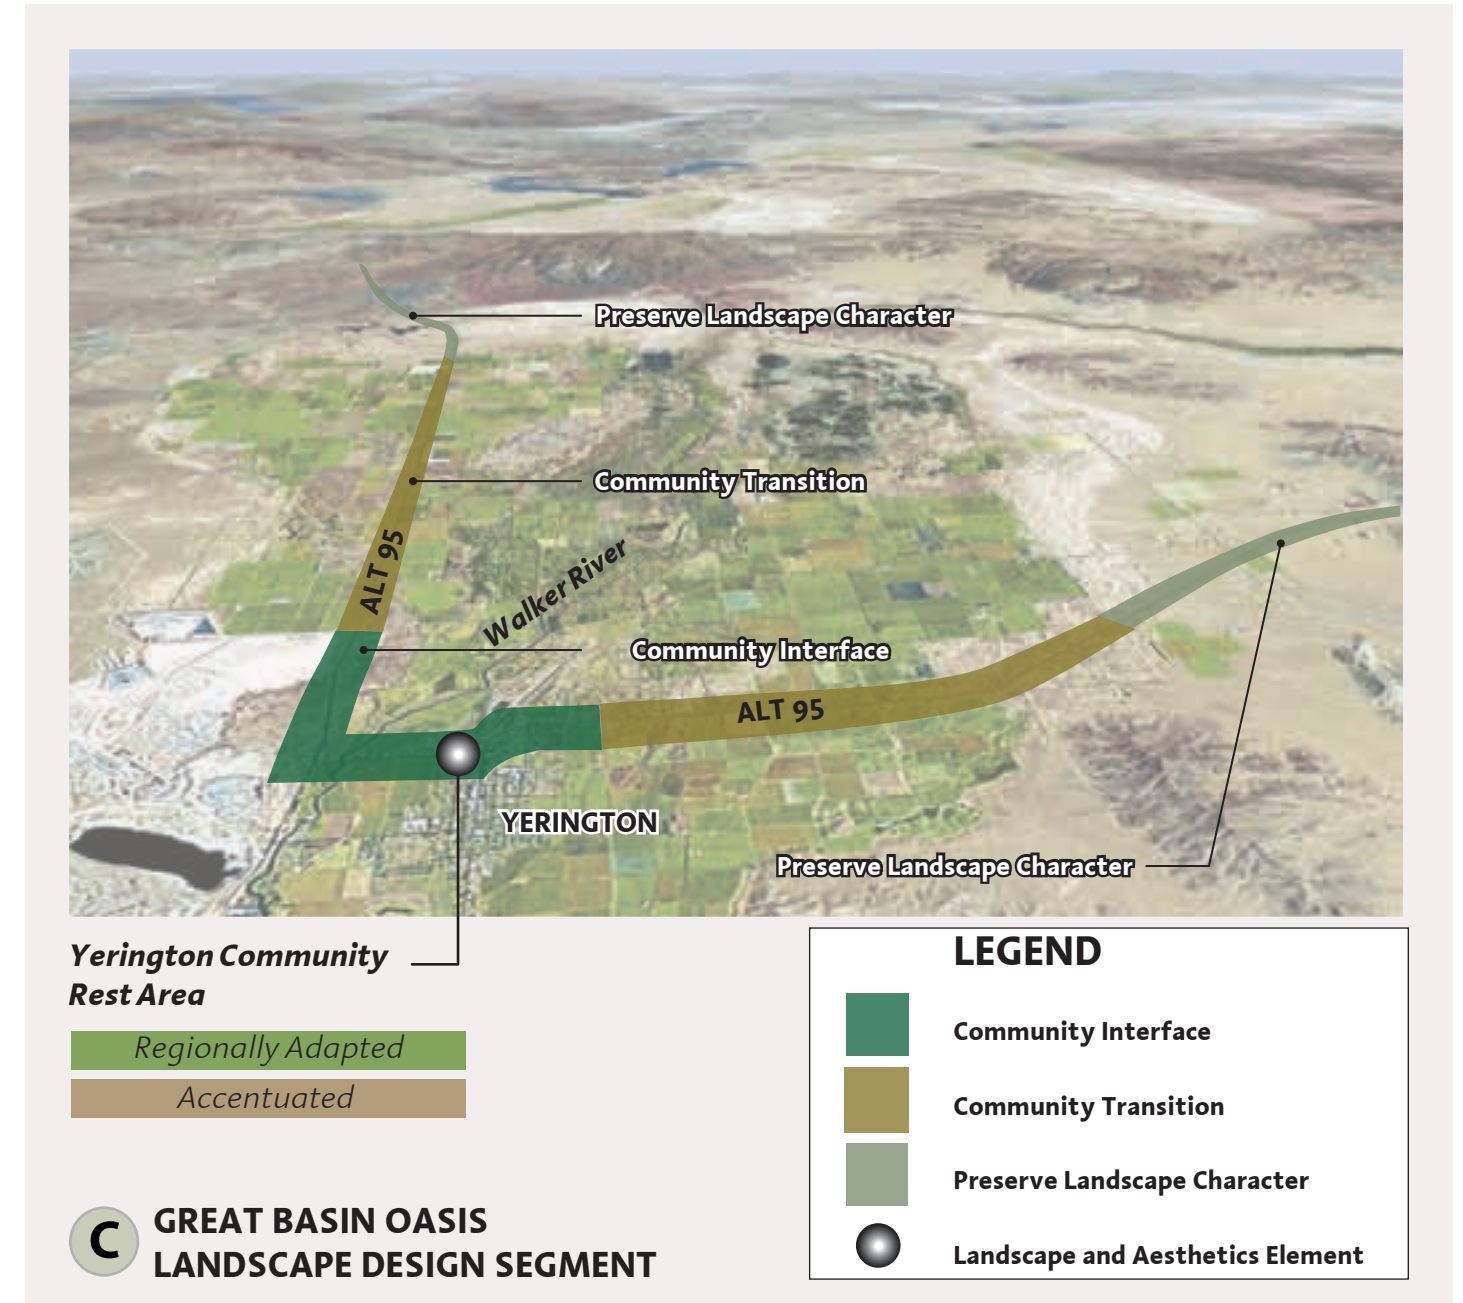 Preserve Landscape Character
Community Transition
ALT 95
Walker River
Community Interface
ALT 95
YERINGTON
Preserve Landscape Character
Yerington Community
Rest Area
Regionally Adapted
Accentuated
C
GREAT BASIN OASIS
LANDSCAPE DESIGN SEGMENT
LEGEND
Community Interface
Community Transition
Preserve Landscape Character
Landscape and Aesthetics Element